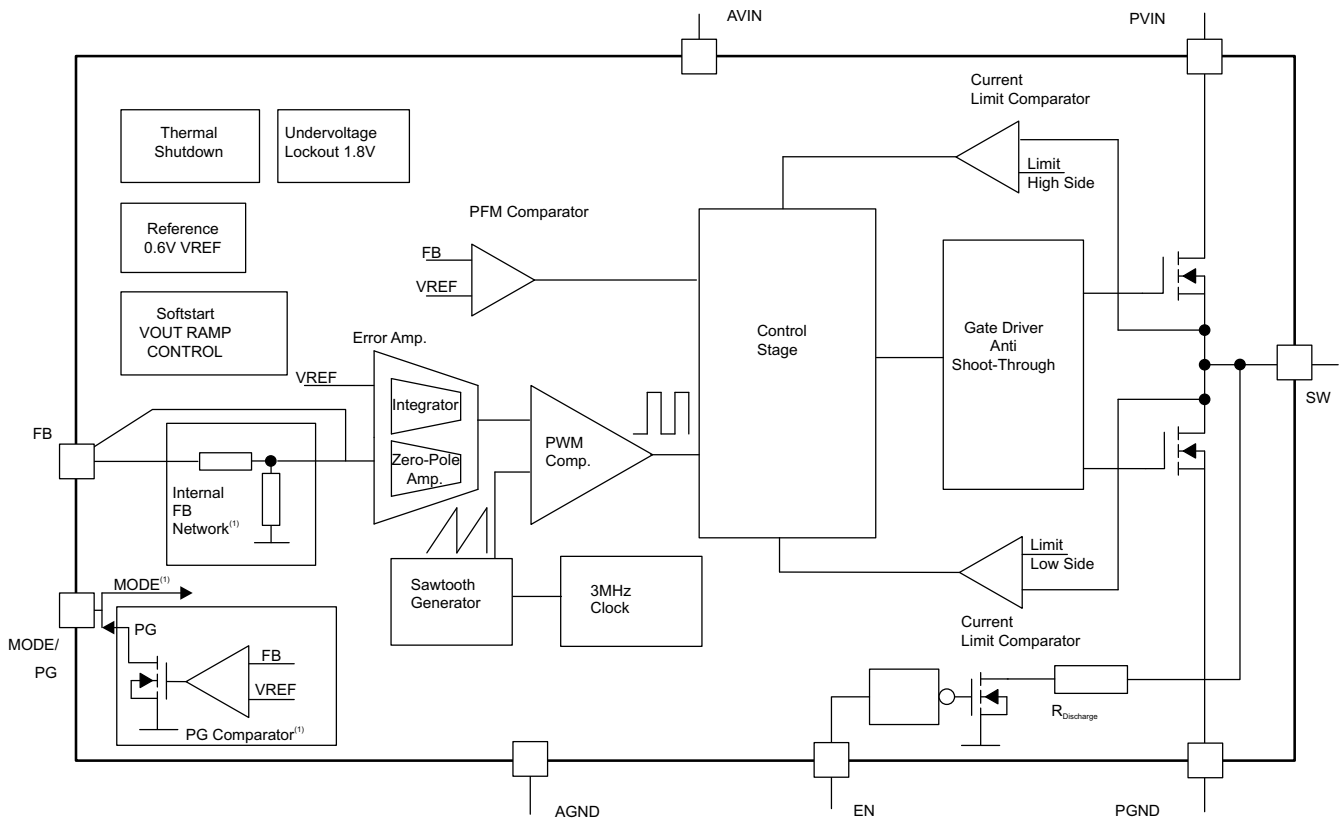 AVIN
PVIN
Current
Limit Comparator
Thermal
Shutdown
Undervoltage
Lockout 1.8V
Limit
High Side
PFM Comparator
Reference
0.6V VREF
FB
VREF
Softstart
VOUT RAMP
CONTROL
Control
Stage
Gate Driver
Anti
Shoot-Through
Error Amp.
VREF
Integrator
SW
FB
PWM
Comp.
Zero-Pole
Amp.
Internal
FB
Network(1)
Limit
Low Side
MODE(1)
Sawtooth
Generator
3MHz
Clock
Current
Limit Comparator
PG
MODE/
PG
FB
VREF
RDischarge
PG Comparator(1)
AGND
EN
PGND